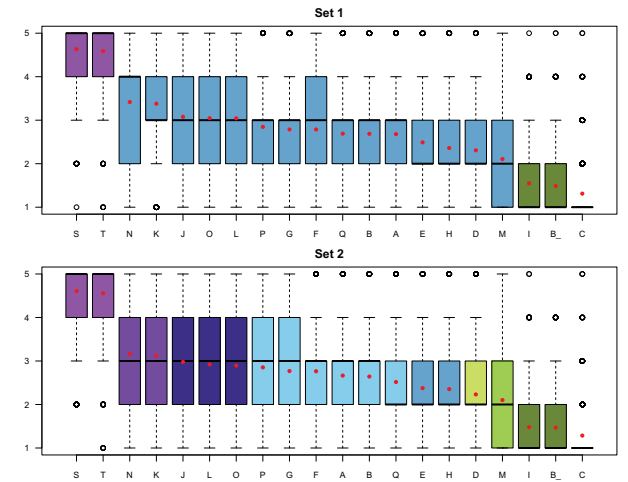 Set 1
5
4
3
2
1
S T N K J O L P G F Q B A E H D M I B_ C
Set 2
5
4
3
2
1
S T N K J L O P G F A B Q E H D M I B_ C